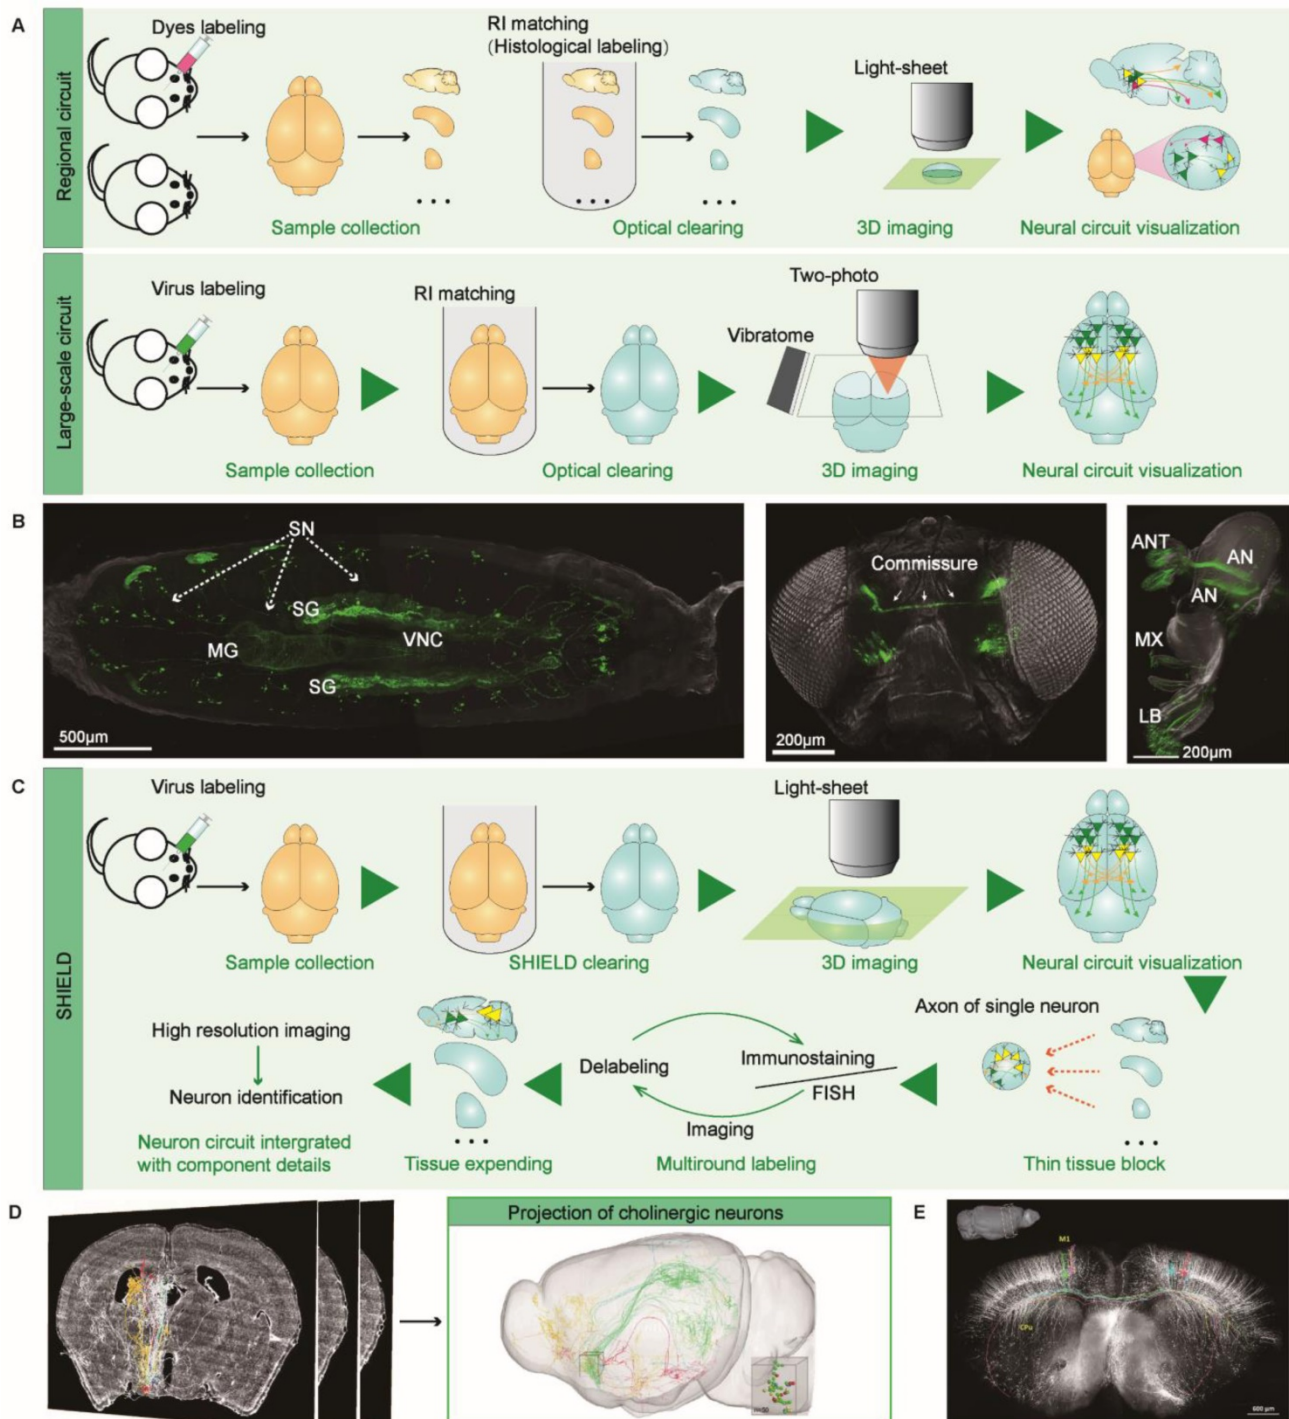 A
Regional circuit
Dyes labeling
RI matching
(Histological labeling)
Light-sheet
Sample collection
Optical clearing
3D imaging
Neural circuit visualization
Large-scale circuit
Virus labeling
RI matching
Two-photo
Vibratome
Sample collection
Optical clearing
3D imaging
Neural circuit visualization
B
SN
SG
MG
VNC
SG
500μm
Commissure
200μm
ANT
AN
AN
MX
LB
200μm
C
SHIELD
Virus labeling
Light-sheet
Sample collection
SHIELD clearing
3D imaging
Neural circuit visualization
High resolution imaging
Neuron identification
Neuron circuit intergrated
with component details
Tissue expending
Delabeling
Immunostaining
FISH
Imaging
Multiround labeling
Axon of single neuron
Thin tissue block
D
Projection of cholinergic neurons
E
M1
CPu
600 μm